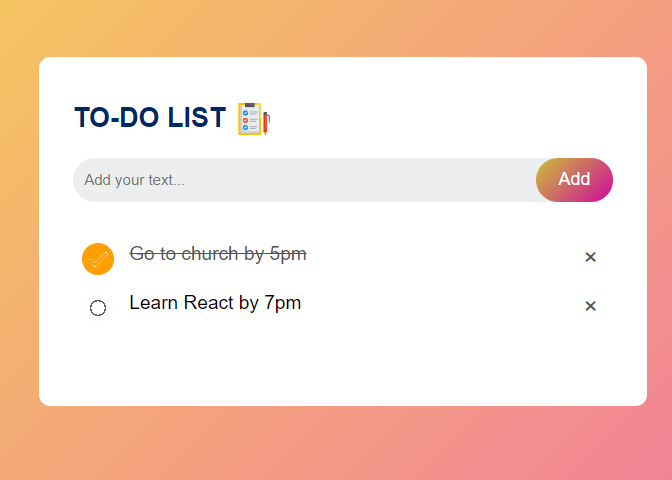 TO-DO LIST
Add your text...
Add
Go to church by 5pm
×
Learn React by 7pm
×